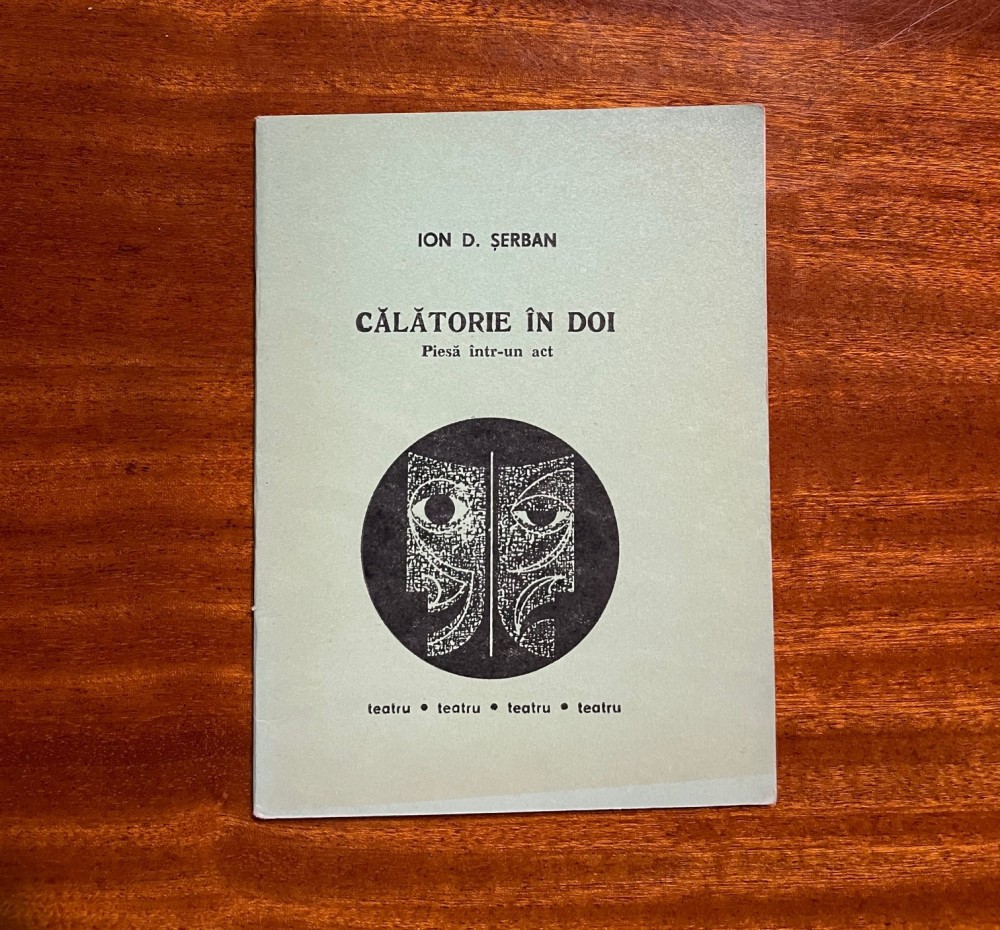 ION D. ȘERBAN
CĂLĂTORIE ÎN DOI
Piesă într-un act
teatru • teatru • teatru • teatru